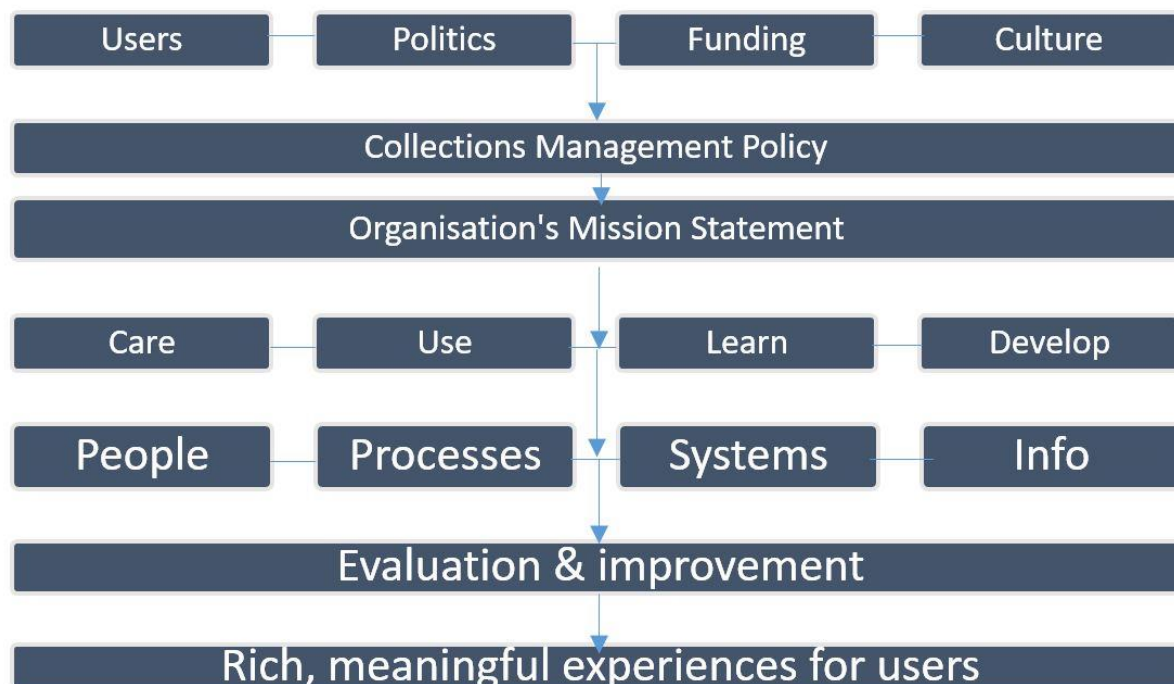 Users Politics Funding Culture
Collections Management Policy
Organisation's Mission Statement
Care Use Learn Develop
People Processes Systems Info
Evaluation & improvement
Rich, meaningful experiences for users